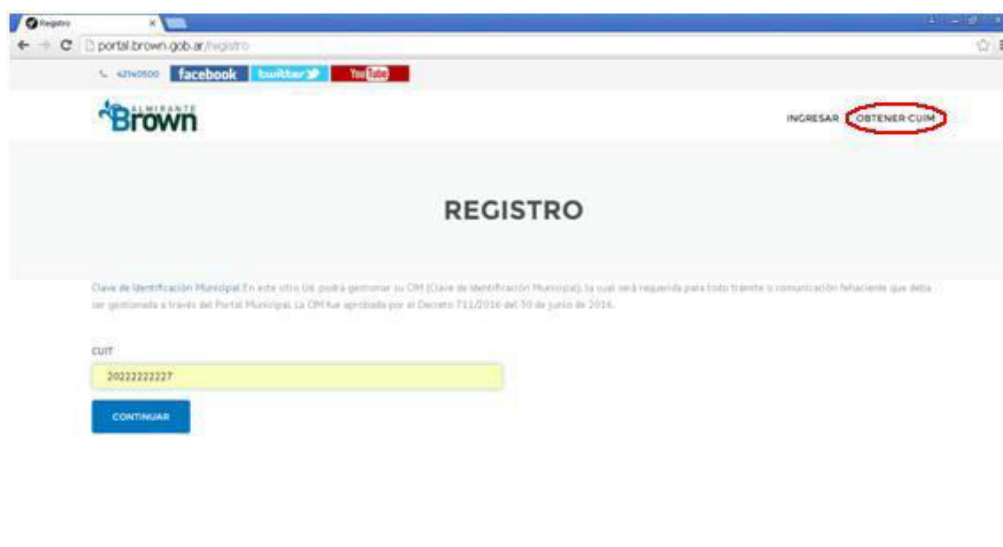 Registro
portal.brown.gob.ar/registro
42140500 facebook twitter YouTube
ALMIRANTE
Brown
INGRESAR OBTENER CUIM
REGISTRO
Clave de Identificación Municipal En este sitio Ud. podrá gestionar su CIM (Clave de Identificación Municipal), la cual será requerida para todo trámite o comunicación fehaciente que deba
ser gestionada a través del Portal Municipal. La CIM fue aprobada por el Decreto 711/2016 del 30 de junio de 2016.
CUIT
20222222227
CONTINUAR